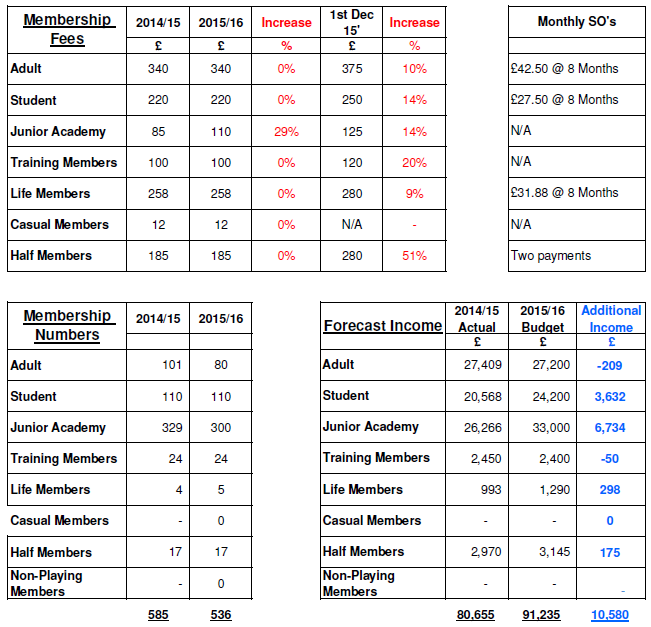 Membership Fees 2014/15 2015/16 Increase 1st Dec 15' Increase Monthly SO's
£ £ % £ %
Adult 340 340 0% 375 10% £42.50 @ 8 Months
Student 220 220 0% 250 14% £27.50 @ 8 Months
Junior Academy 85 110 29% 125 14% N/A
Training Members 100 100 0% 120 20% N/A
Life Members 258 258 0% 280 9% £31.88 @ 8 Months
Casual Members 12 12 0% N/A - N/A
Half Members 185 185 0% 280 51% Two payments
Membership Numbers 2014/15 2015/16
Adult 101 80
Student 110 110
Junior Academy 329 300
Training Members 24 24
Life Members 4 5
Casual Members - 0
Half Members 17 17
Non-Playing Members - 0
585 536
Forecast Income 2014/15 Actual 2015/16 Budget Additional Income
£ £ £
Adult 27,409 27,200 -209
Student 20,568 24,200 3,632
Junior Academy 26,266 33,000 6,734
Training Members 2,450 2,400 -50
Life Members 993 1,290 298
Casual Members - - 0
Half Members 2,970 3,145 175
Non-Playing Members - - -
80,655 91,235 10,580